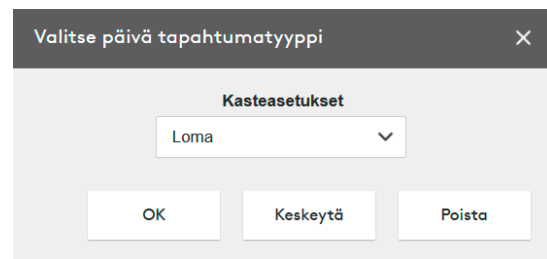 Valitse päivä tapahtumatyyppi
Kasteasetukset
Loma
OK Keskeytä Poista